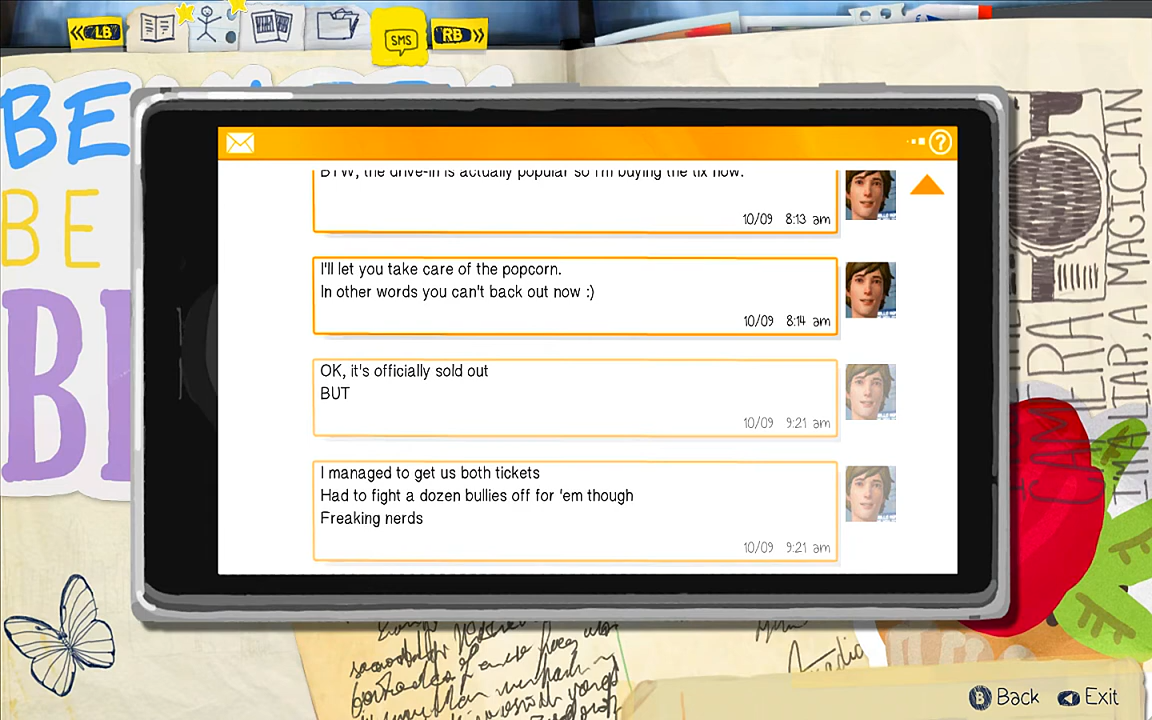 LB
SMS
RB
BE
BE
?
BTW, the drive-in is actually popular so I'm buying the tix now.
10/09 8:13 am
I'll let you take care of the popcorn.
In other words you can't back out now :)
10/09 8:14 am
OK, it's officially sold out
BUT
10/09 9:21 am
I managed to get us both tickets
Had to fight a dozen bullies off for 'em though
Freaking nerds
10/09 9:21 am
CAMERA
I'M A LIAR, A MAGICIAN
B Back
Exit